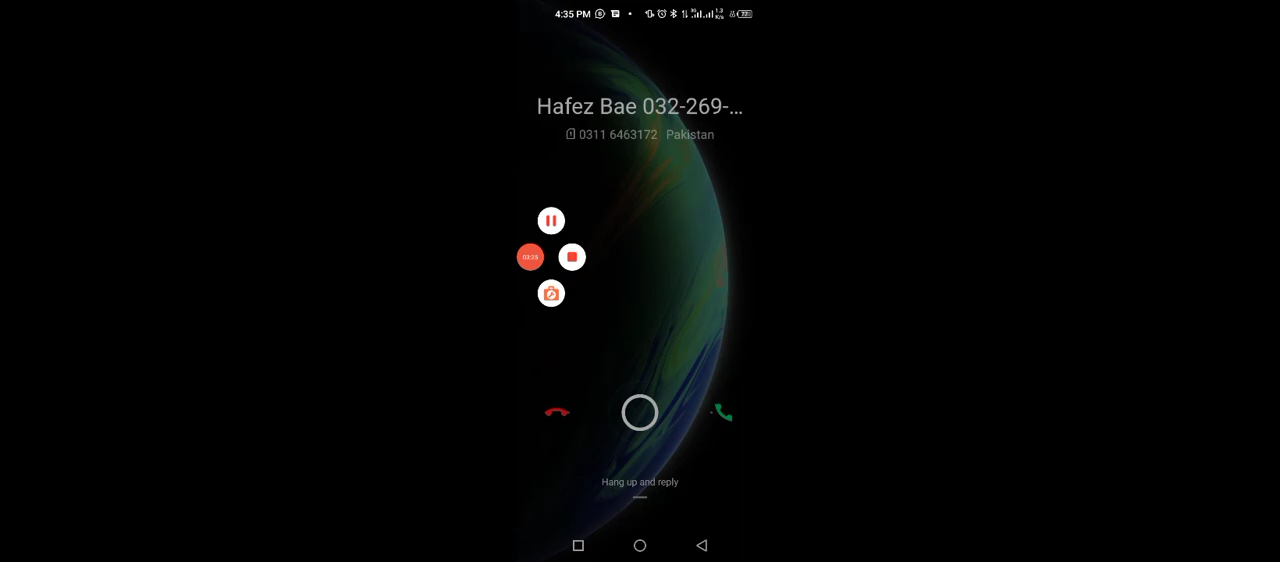 4:35 PM
Hafez Bae 032-269-...
0311 6463172 Pakistan
Hang up and reply